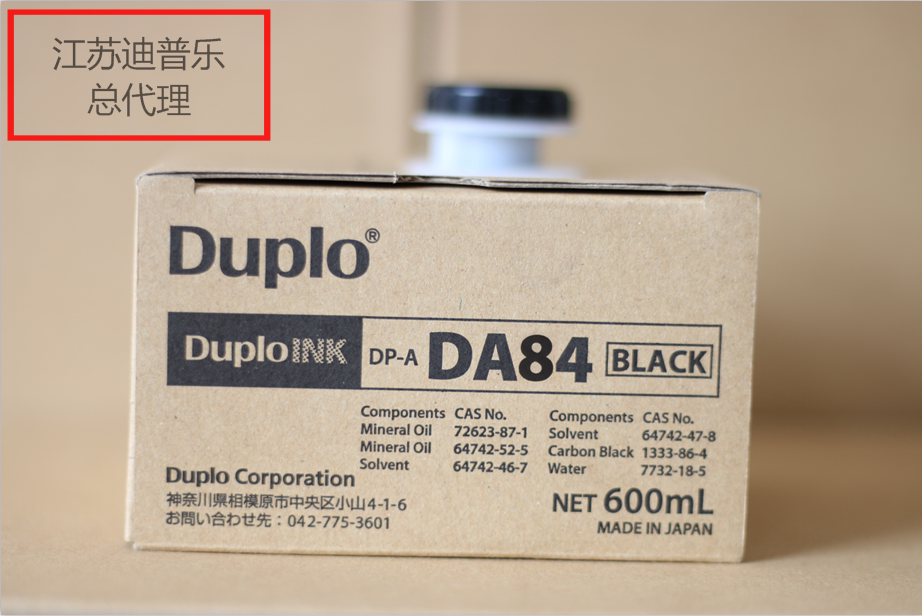 江苏迪普乐
总代理
Duplo®
Duplo INK DP-A DA84 BLACK
Components CAS No. Components CAS No.
Mineral Oil 72623-87-1 Solvent 64742-47-8
Mineral Oil 64742-52-5 Carbon Black 1333-86-4
Solvent 64742-46-7 Water 7732-18-5
Duplo Corporation
神奈川県相模原市中央区小山4-1-6
お問い合わせ先：042-775-3601
NET 600mL
MADE IN JAPAN